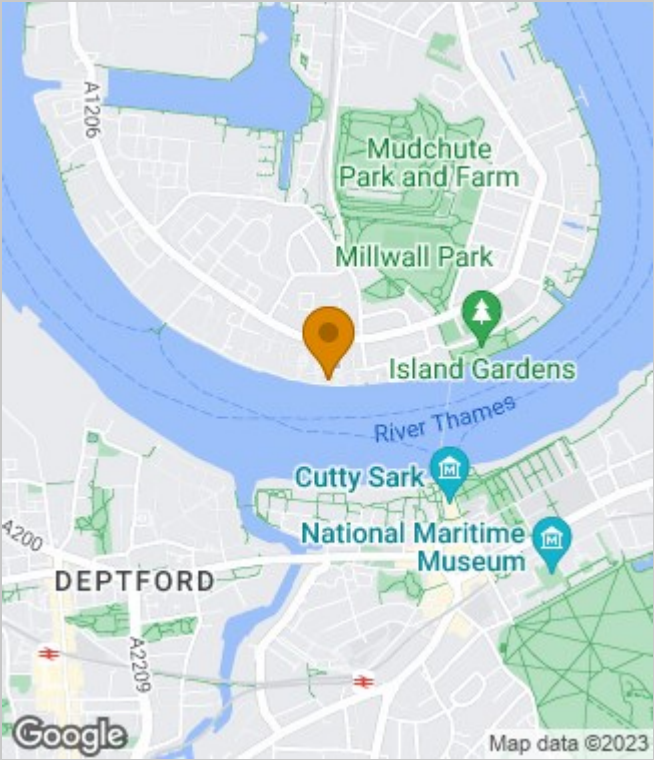 A1206
Mudchute
Park and Farm
Millwall Park
Island Gardens
River Thames
Cutty Sark
National Maritime
Museum
A200
DEPTFORD
A2209
Google
Map data ©2023